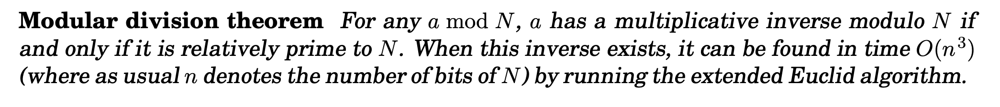 Modular division theorem For any a mod N, a has a multiplicative inverse modulo N if
and only if it is relatively prime to N. When this inverse exists, it can be found in time O(n³)
(where as usual n denotes the number of bits of N) by running the extended Euclid algorithm.